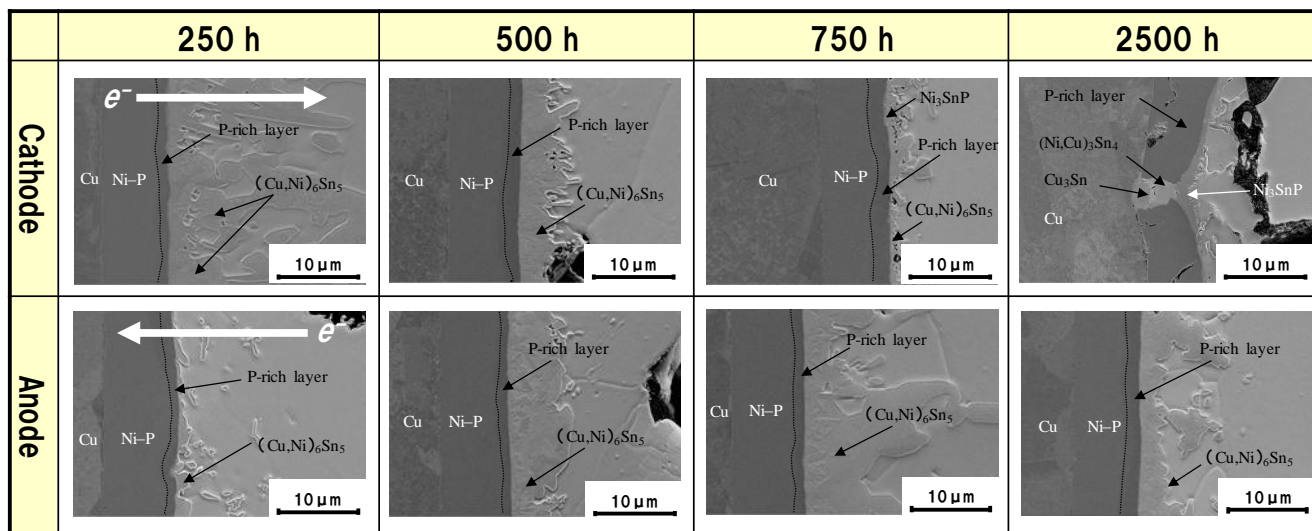 250 h
500 h
750 h
2500 h
Cathode
e⁻
P-rich layer
Cu
Ni–P
(Cu,Ni)₆Sn₅
10 μm
P-rich layer
Ni–P
(Cu,Ni)₆Sn₅
10 μm
Ni₃SnP
P-rich layer
Cu
Ni–P
(Cu,Ni)₆Sn₅
10 μm
P-rich layer
(Ni,Cu)₃Sn₄
Cu₃Sn
Ni₃SnP
Cu
10 μm
Anode
e⁻
P-rich layer
Cu
Ni–P
(Cu,Ni)₆Sn₅
10 μm
P-rich layer
Cu
Ni–P
(Cu,Ni)₆Sn₅
10 μm
P-rich layer
Cu
Ni–P
(Cu,Ni)₆Sn₅
10 μm
P-rich layer
Cu
Ni–P
(Cu,Ni)₆Sn₅
10 μm